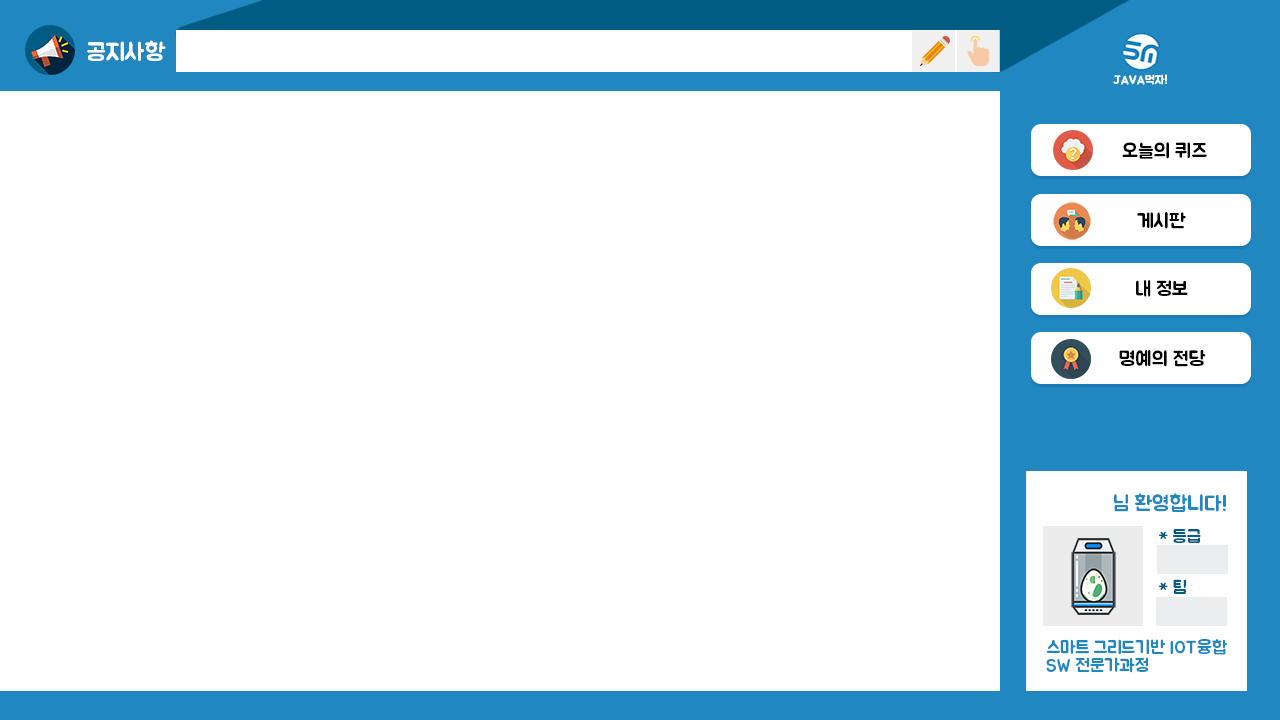 공지사항
JAVA먹자!
오늘의 퀴즈
게시판
내 정보
명예의 전당
님 환영합니다!
* 등급
* 팀
스마트 그리드기반 IOT융합
SW 전문가과정